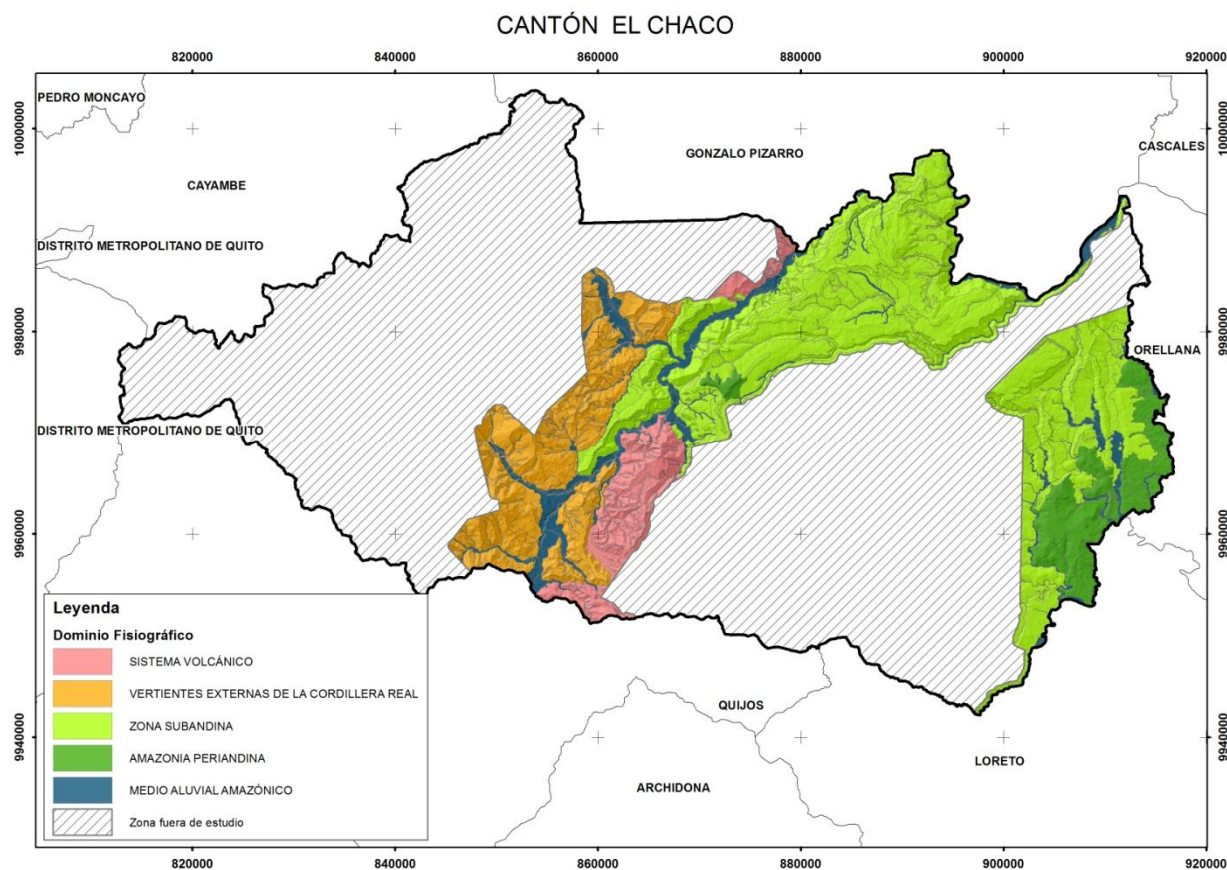 CANTÓN EL CHACO
820000 840000 860000 880000 900000 920000
PEDRO MONCAYO
10000000 10000000
GONZALO PIZARRO
CASCALES
CAYAMBE
DISTRITO METROPOLITANO DE QUITO
9980000 9980000
ORELLANA
DISTRITO METROPOLITANO DE QUITO
9960000 9960000
Leyenda
Dominio Fisiográfico
SISTEMA VOLCÁNICO
VERTIENTES EXTERNAS DE LA CORDILLERA REAL
ZONA SUBANDINA
AMAZONIA PERIANDINA
MEDIO ALUVIAL AMAZÓNICO
Zona fuera de estudio
QUIJOS
9940000 9940000
LORETO
ARCHIDONA
820000 840000 860000 880000 900000 920000